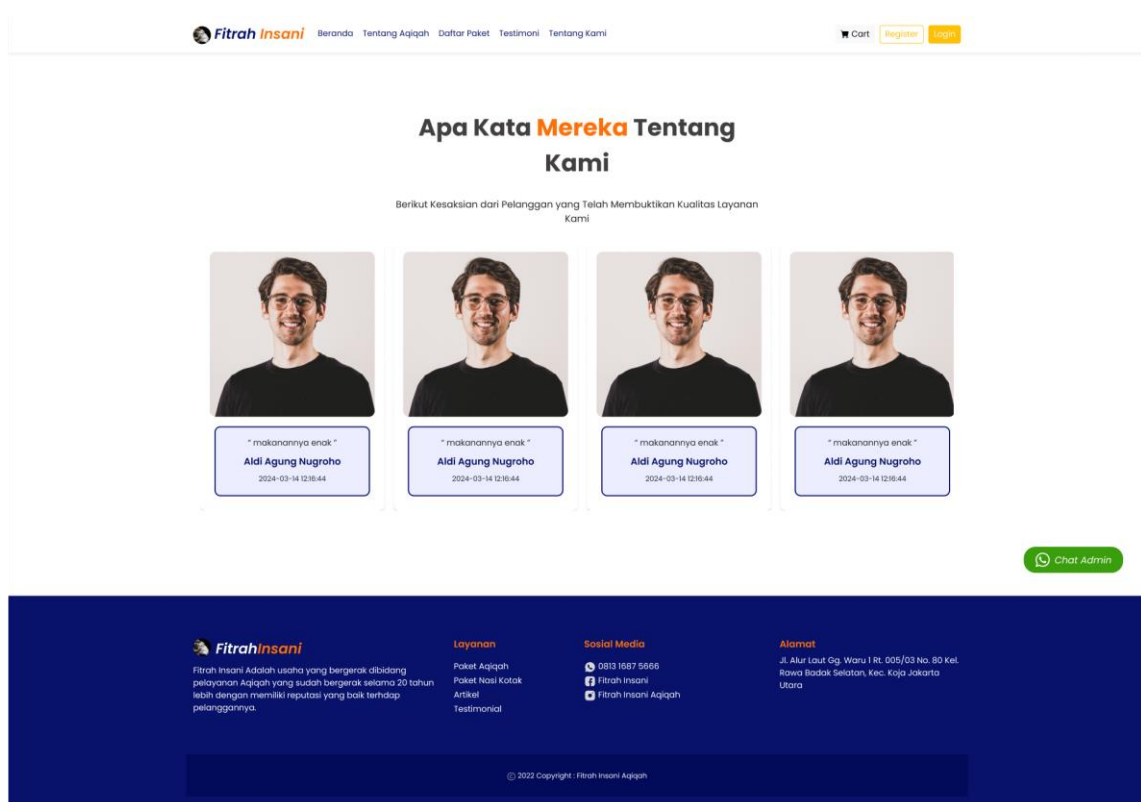 Fitrah Insani Beranda Tentang Aqiqah Daftar Paket Testimoni Tentang Kami Cart Register Login
Apa Kata Mereka Tentang
Kami
Berikut Kesaksian dari Pelanggan yang Telah Membuktikan Kualitas Layanan
Kami
" makanannya enak "
Aldi Agung Nugroho
2024-03-14 12:16:44
" makanannya enak "
Aldi Agung Nugroho
2024-03-14 12:16:44
" makanannya enak "
Aldi Agung Nugroho
2024-03-14 12:16:44
" makanannya enak "
Aldi Agung Nugroho
2024-03-14 12:16:44
Chat Admin
FitrahInsani
Fitrah Insani Adalah usaha yang bergerak dibidang
pelayanan Aqiqah yang sudah bergerak selama 20 tahun
lebih dengan memiliki reputasi yang baik terhdap
pelanggannya.
Layanan
Paket Aqiqah
Paket Nasi Kotak
Artikel
Testimonial
Sosial Media
0813 1687 5666
Fitrah Insani
Fitrah Insani Aqiqah
Alamat
Jl. Alur Laut Gg. Waru 1 Rt. 005/03 No. 80 Kel.
Rawa Badak Selatan, Kec. Koja Jakarta
Utara
© 2022 Copyright : Fitrah Insani Aqiqah